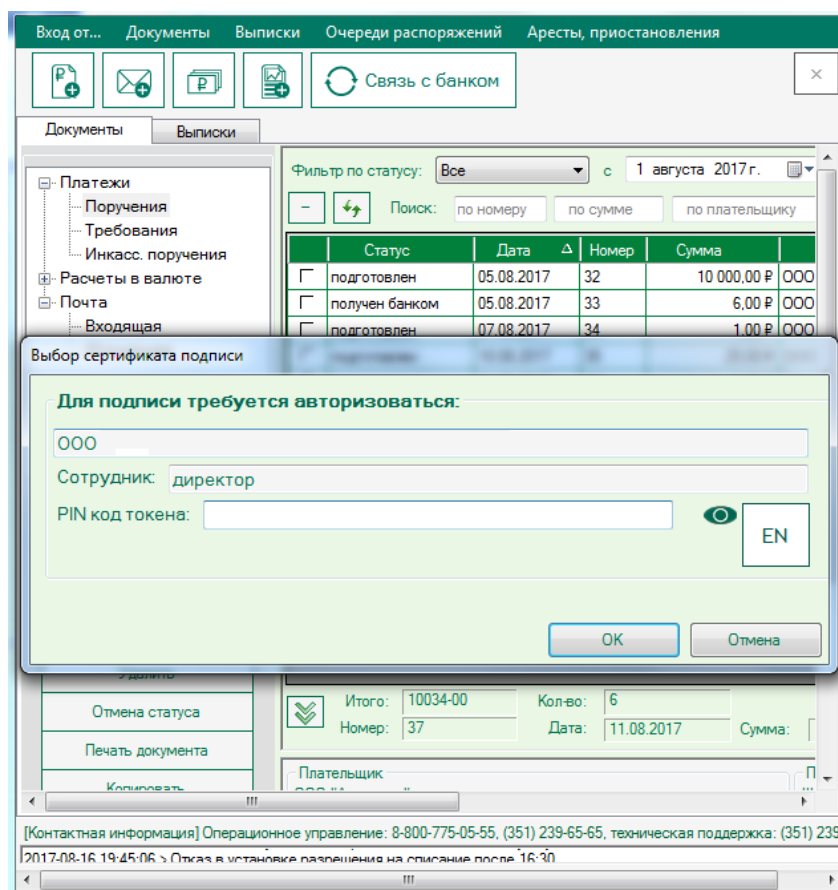 Вход от... Документы Выписки Очереди распоряжений Аресты, приостановления
Связь с банком
Документы Выписки
Платежи
Поручения
Требования
Инкасс. поручения
Расчеты в валюте
Почта
Входящая
Фильтр по статусу: Все с 1 августа 2017 г.
Поиск: по номеру по сумме по плательщику
Статус Дата Номер Сумма
подготовлен 05.08.2017 32 10 000,00 ₽ ООО
получен банком 05.08.2017 33 6,00 ₽ ООО
подготовлен 07.08.2017 34 1,00 ₽ ООО
Выбор сертификата подписи
Для подписи требуется авторизоваться:
ООО
Сотрудник: директор
PIN код токена:
EN
OK Отмена
Удалить
Отмена статуса
Печать документа
Копировать
Итого: 10034-00 Кол-во: 6
Номер: 37 Дата: 11.08.2017 Сумма:
Плательщик
[Контактная информация] Операционное управление: 8-800-775-05-55, (351) 239-65-65, техническая поддержка: (351) 239
2017-08-16 19:45:06 > Отказ в установке разрешения на списание после 16:30